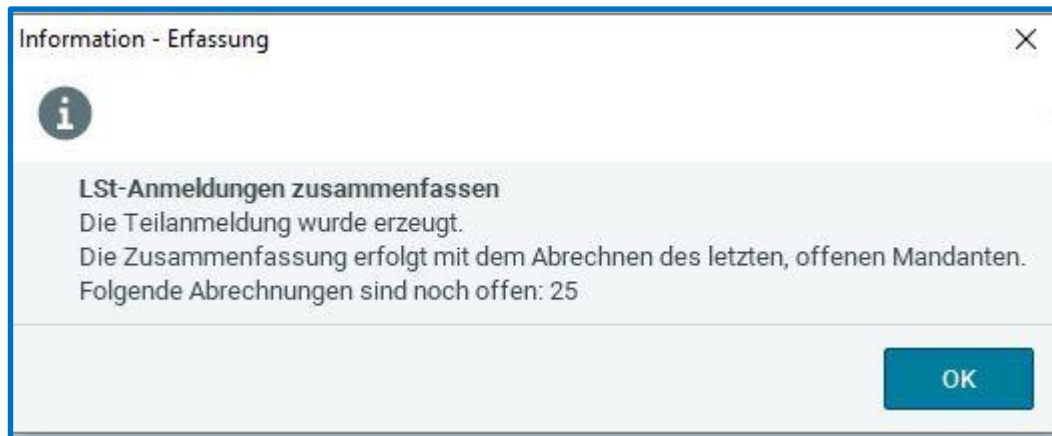 Information - Erfassung
LSt-Anmeldungen zusammenfassen
Die Teilanmeldung wurde erzeugt.
Die Zusammenfassung erfolgt mit dem Abrechnen des letzten, offenen Mandanten.
Folgende Abrechnungen sind noch offen: 25
OK